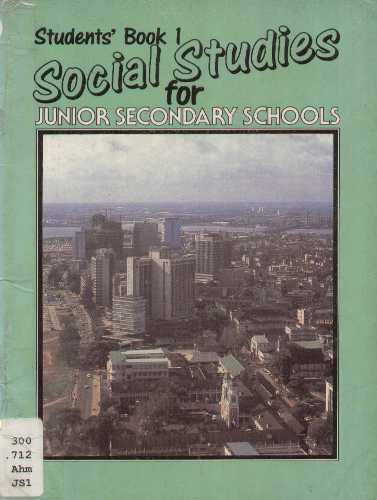 Students' Book 1
Social Studies
for
JUNIOR SECONDARY SCHOOLS
300
.712
Ahm
JS1